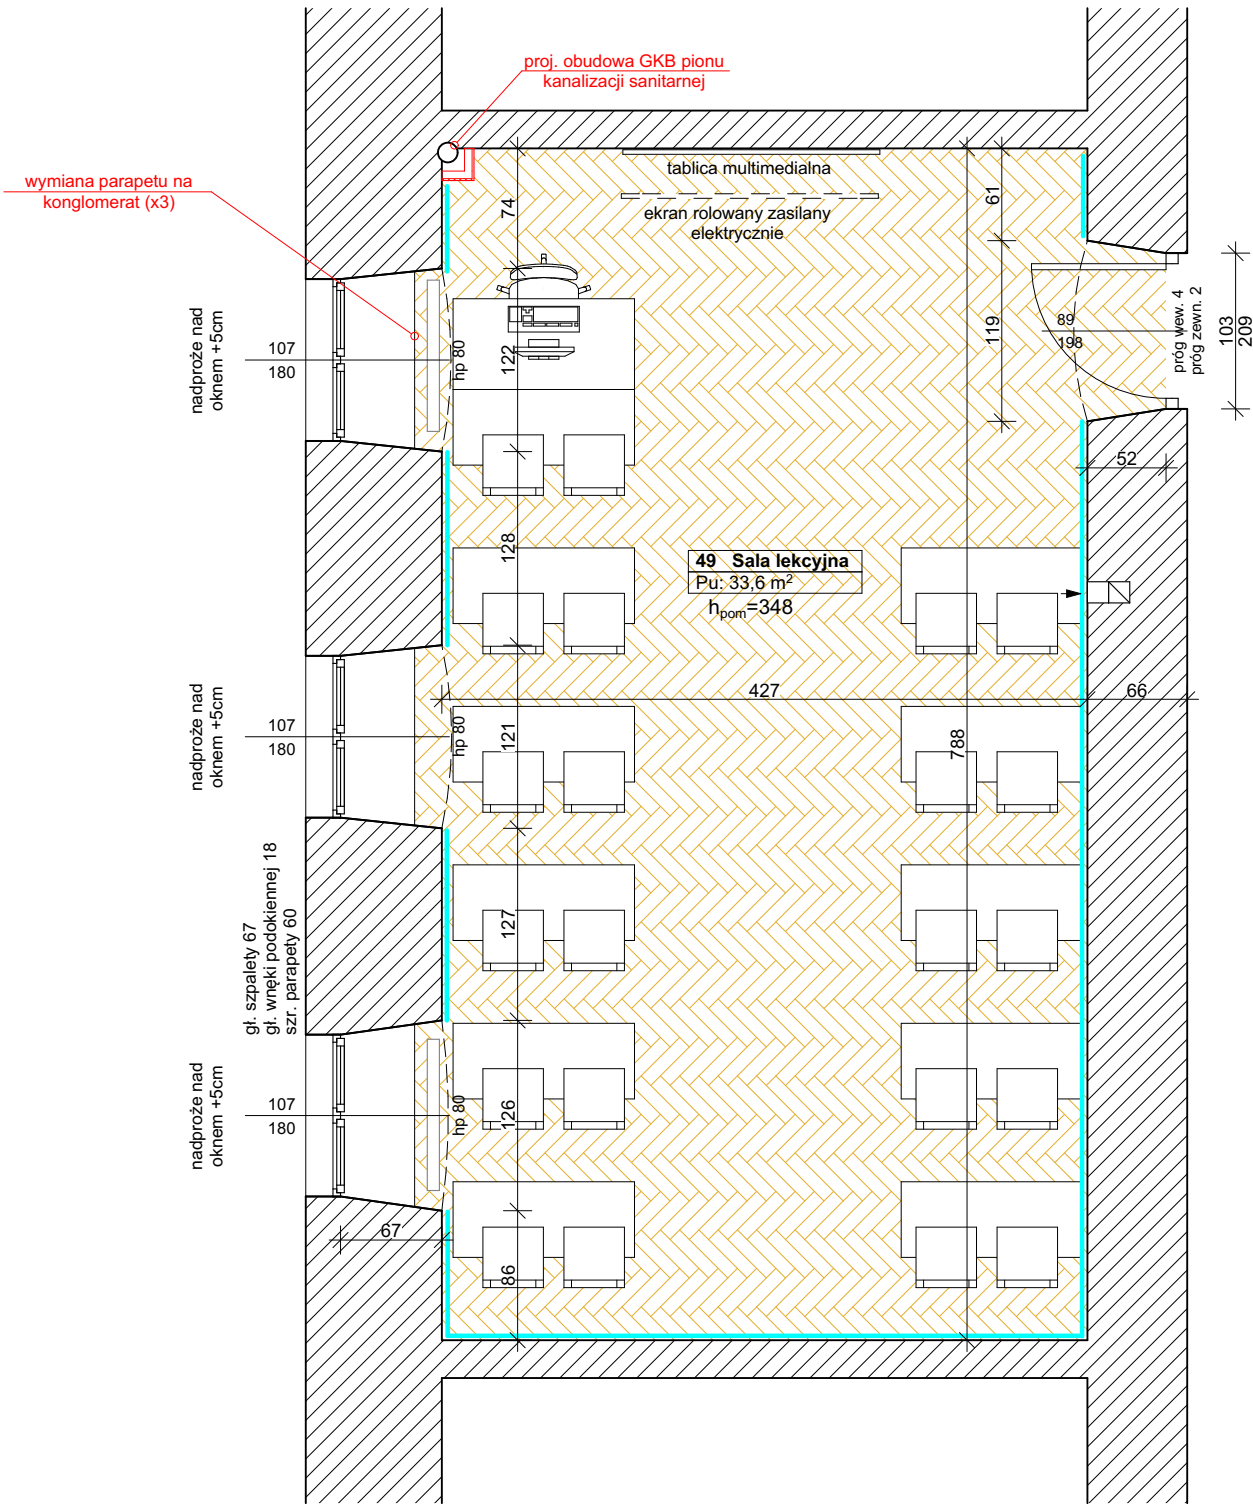 proj. obudowa GKB pionu
kanalizacji sanitarnej
wymiana parapetu na
konglomerat (x3)
tablica multimedialna
ekran rolowany zasilany
elektrycznie
74
61
nadproże nad
oknem +5cm
107
180
hp 80
122
119
89
198
próg wew. 4
próg zewn. 2
103
209
52
128
49 Sala lekcyjna
Pu: 33,6 m²
hpom=348
427
66
nadproże nad
oknem +5cm
107
180
hp 80
121
788
gł. szpalety 67
gł. wnęki podokiennej 18
szr. parapety 60
127
nadproże nad
oknem +5cm
107
180
hp 80
126
67
86